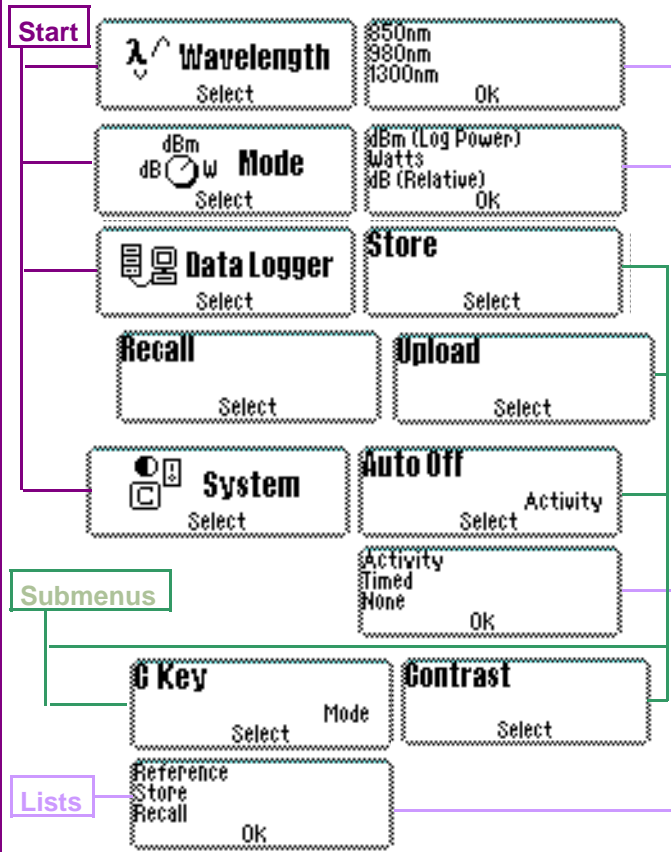 Start
λ Wavelength
Select
850nm
980nm
1300nm
OK
dBm
dB W Mode
Select
dBm (Log Power)
Watts
dB (Relative)
OK
Data Logger
Select
Store
Select
Recall
Select
Upload
Select
C System
Select
Auto Off
Activity
Select
Activity
Timed
None
OK
Submenus
C Key
Mode
Select
Contrast
Select
Lists
Reference
Store
Recall
OK